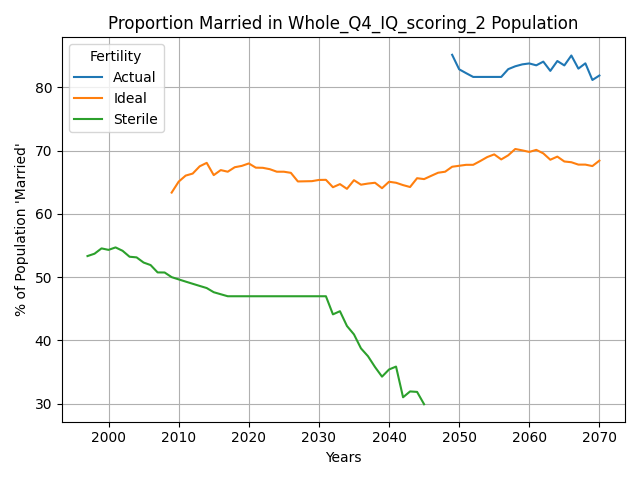 Proportion Married in Whole_Q4_IQ_scoring_2 Population
Fertility
Actual
Ideal
Sterile
% of Population 'Married'
80
70
60
50
40
30
2000 2010 2020 2030 2040 2050 2060 2070
Years